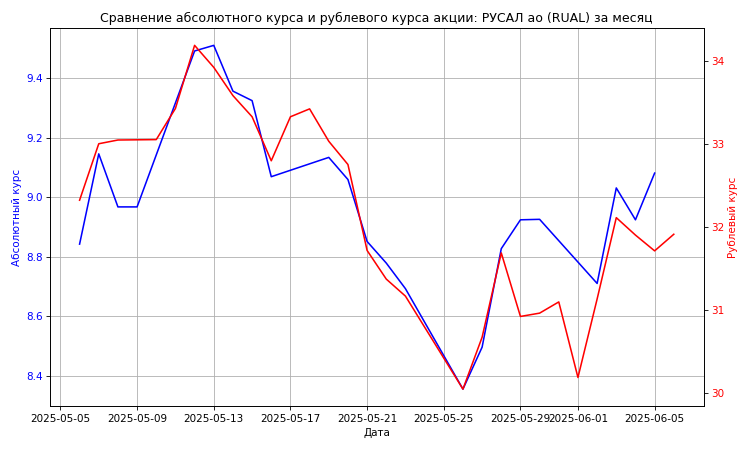 Сравнение абсолютного курса и рублевого курса акции: РУСАЛ ао (RUAL) за месяц
Абсолютный курс
9.4
9.2
9.0
8.8
8.6
8.4
34
33
32
31
30
Рублевый курс
2025-05-05 2025-05-09 2025-05-13 2025-05-17 2025-05-21 2025-05-25 2025-05-29 2025-06-01 2025-06-05
Дата